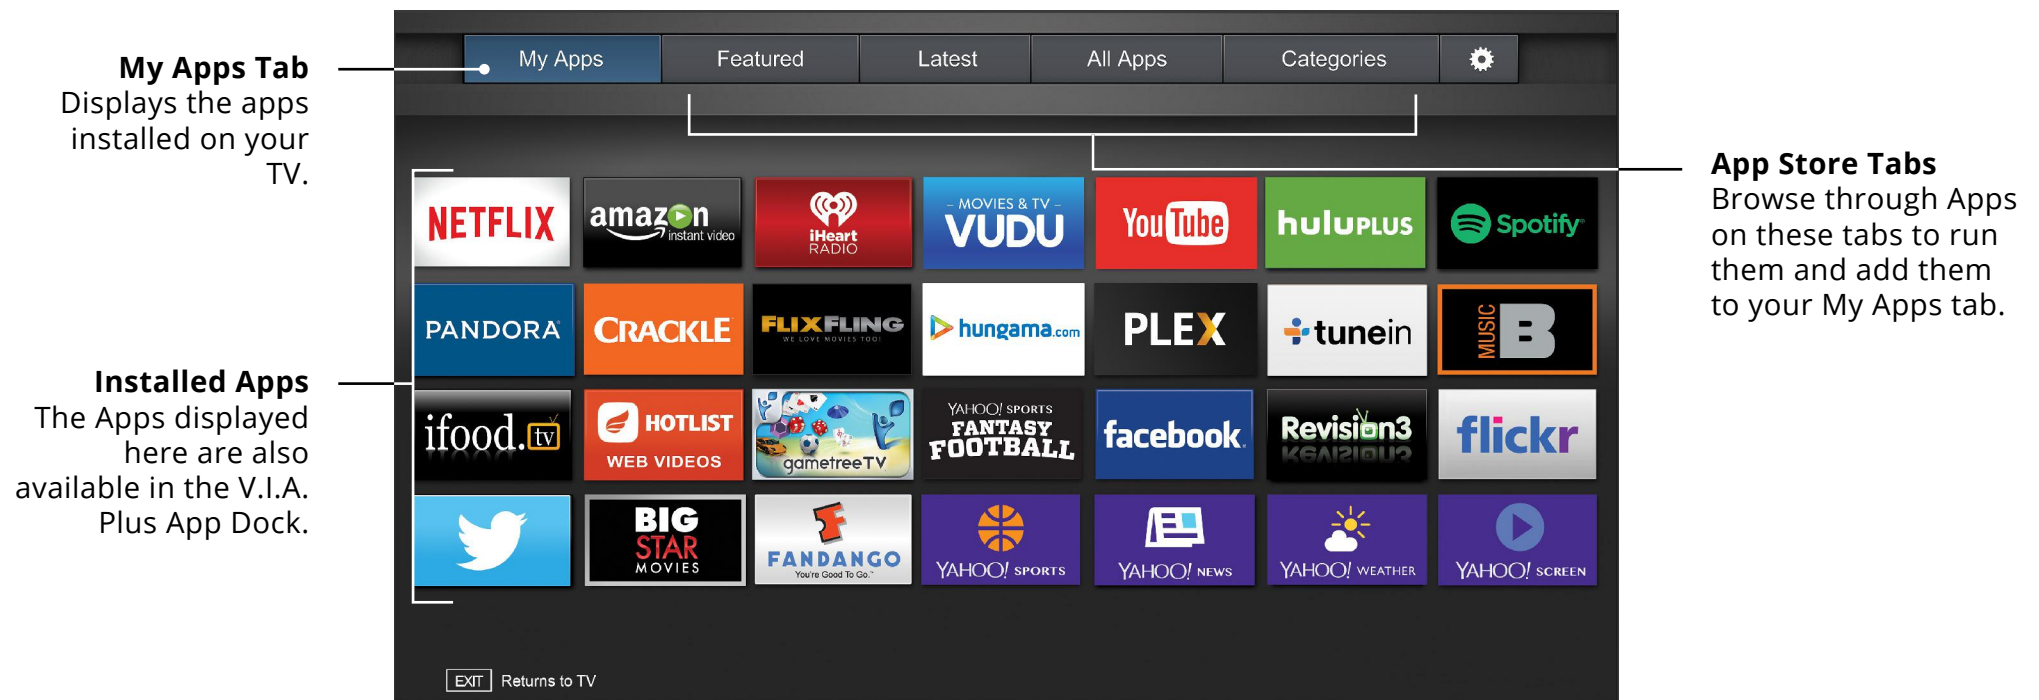 My Apps Tab
Displays the apps
installed on your
TV.
Installed Apps
The Apps displayed
here are also
available in the V.I.A.
Plus App Dock.
My Apps
Featured
Latest
All Apps
Categories
NETFLIX
amazon
instant video
iHeart
RADIO
– MOVIES & TV –
VUDU
YouTube
huluPLUS
Spotify
PANDORA
CRACKLE
FLIXFLING
WE LOVE MOVIES TOO!
hungama.com
PLEX
tunein
MUSIC B
ifood.tv
HOTLIST
WEB VIDEOS
gametreeTV
YAHOO! SPORTS
FANTASY
FOOTBALL
facebook
Revision3
flickr
BIG
STAR
MOVIES
FANDANGO
You're Good To Go.™
YAHOO! SPORTS
YAHOO! NEWS
YAHOO! WEATHER
YAHOO! SCREEN
EXIT Returns to TV
App Store Tabs
Browse through Apps
on these tabs to run
them and add them
to your My Apps tab.